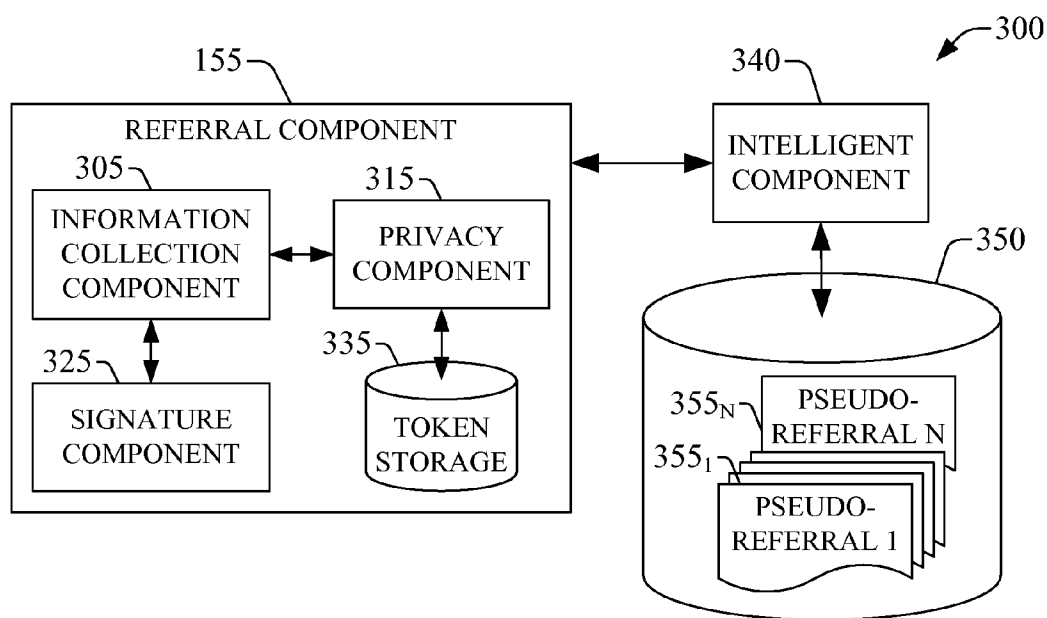 300
155
340
REFERRAL COMPONENT
305
INFORMATION
COLLECTION
COMPONENT
315
PRIVACY
COMPONENT
INTELLIGENT
COMPONENT
350
325
SIGNATURE
COMPONENT
335
TOKEN
STORAGE
355N
PSEUDO-
REFERRAL N
3551
PSEUDO-
REFERRAL 1